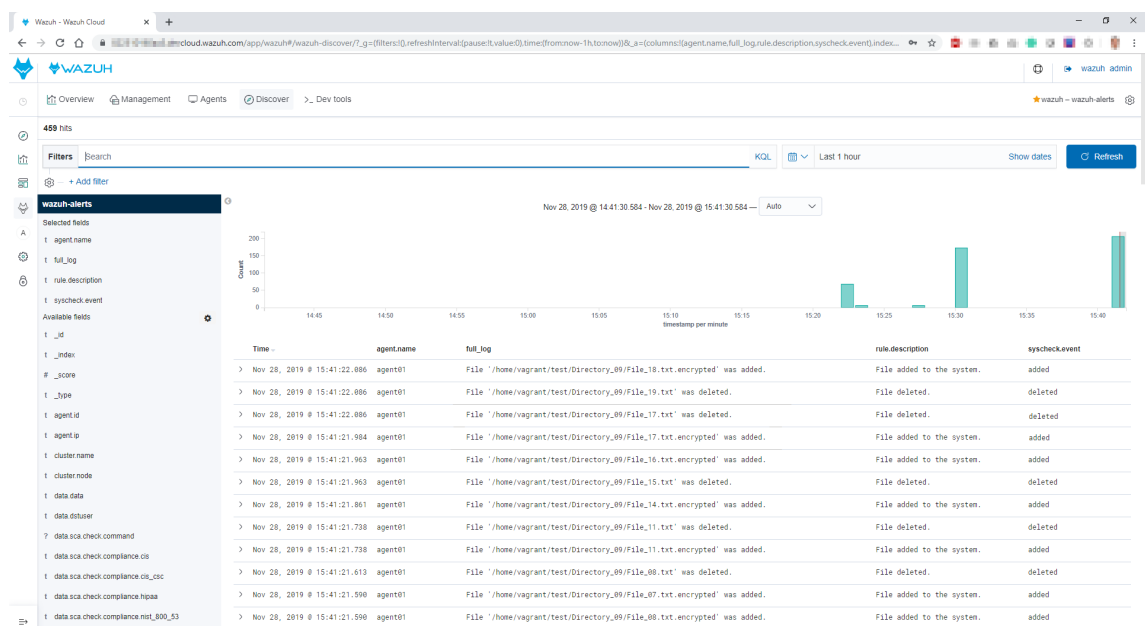 Wazuh - Wazuh Cloud
cloud.wazuh.com/app/wazuh#/wazuh-discover/?_g=(filters:!(),refreshInterval:(pause:!t,value:0),time:(from:now-1h,to:now))&_a=(columns:!(agent.name,full_log,rule.description,syscheck.event),index...
WAZUH
wazuh admin
Overview Management Agents Discover >_ Dev tools wazuh – wazuh-alerts
459 hits
Filters Search KQL Last 1 hour Show dates Refresh
+ Add filter
wazuh-alerts
Selected fields
t agent.name
t full_log
t rule.description
t syscheck.event
Available fields
t _id
t _index
# _score
t _type
t agent.id
t agent.ip
t cluster.name
t cluster.node
t data.data
t data.dstuser
? data.sca.check.command
t data.sca.check.compliance.cis
t data.sca.check.compliance.cis_csc
t data.sca.check.compliance.hipaa
t data.sca.check.compliance.nist_800_53
A
Nov 28, 2019 @ 14:41:30.584 - Nov 28, 2019 @ 15:41:30.584 — Auto
Count
200
150
100
50
0
14:45 14:50 14:55 15:00 15:05 15:10 15:15 15:20 15:25 15:30 15:35 15:40
timestamp per minute
Time agent.name full_log rule.description syscheck.event
> Nov 28, 2019 @ 15:41:22.086 agent01 File '/home/vagrant/test/Directory_09/File_18.txt.encrypted' was added. File added to the system. added
> Nov 28, 2019 @ 15:41:22.086 agent01 File '/home/vagrant/test/Directory_09/File_19.txt' was deleted. File deleted. deleted
> Nov 28, 2019 @ 15:41:22.086 agent01 File '/home/vagrant/test/Directory_09/File_17.txt' was deleted. File deleted. deleted
> Nov 28, 2019 @ 15:41:21.984 agent01 File '/home/vagrant/test/Directory_09/File_17.txt.encrypted' was added. File added to the system. added
> Nov 28, 2019 @ 15:41:21.963 agent01 File '/home/vagrant/test/Directory_09/File_16.txt.encrypted' was added. File added to the system. added
> Nov 28, 2019 @ 15:41:21.963 agent01 File '/home/vagrant/test/Directory_09/File_15.txt' was deleted. File deleted. deleted
> Nov 28, 2019 @ 15:41:21.861 agent01 File '/home/vagrant/test/Directory_09/File_14.txt.encrypted' was added. File added to the system. added
> Nov 28, 2019 @ 15:41:21.738 agent01 File '/home/vagrant/test/Directory_09/File_11.txt' was deleted. File deleted. deleted
> Nov 28, 2019 @ 15:41:21.738 agent01 File '/home/vagrant/test/Directory_09/File_11.txt.encrypted' was added. File added to the system. added
> Nov 28, 2019 @ 15:41:21.613 agent01 File '/home/vagrant/test/Directory_09/File_08.txt' was deleted. File deleted. deleted
> Nov 28, 2019 @ 15:41:21.590 agent01 File '/home/vagrant/test/Directory_09/File_07.txt.encrypted' was added. File added to the system. added
> Nov 28, 2019 @ 15:41:21.590 agent01 File '/home/vagrant/test/Directory_09/File_08.txt.encrypted' was added. File added to the system. added